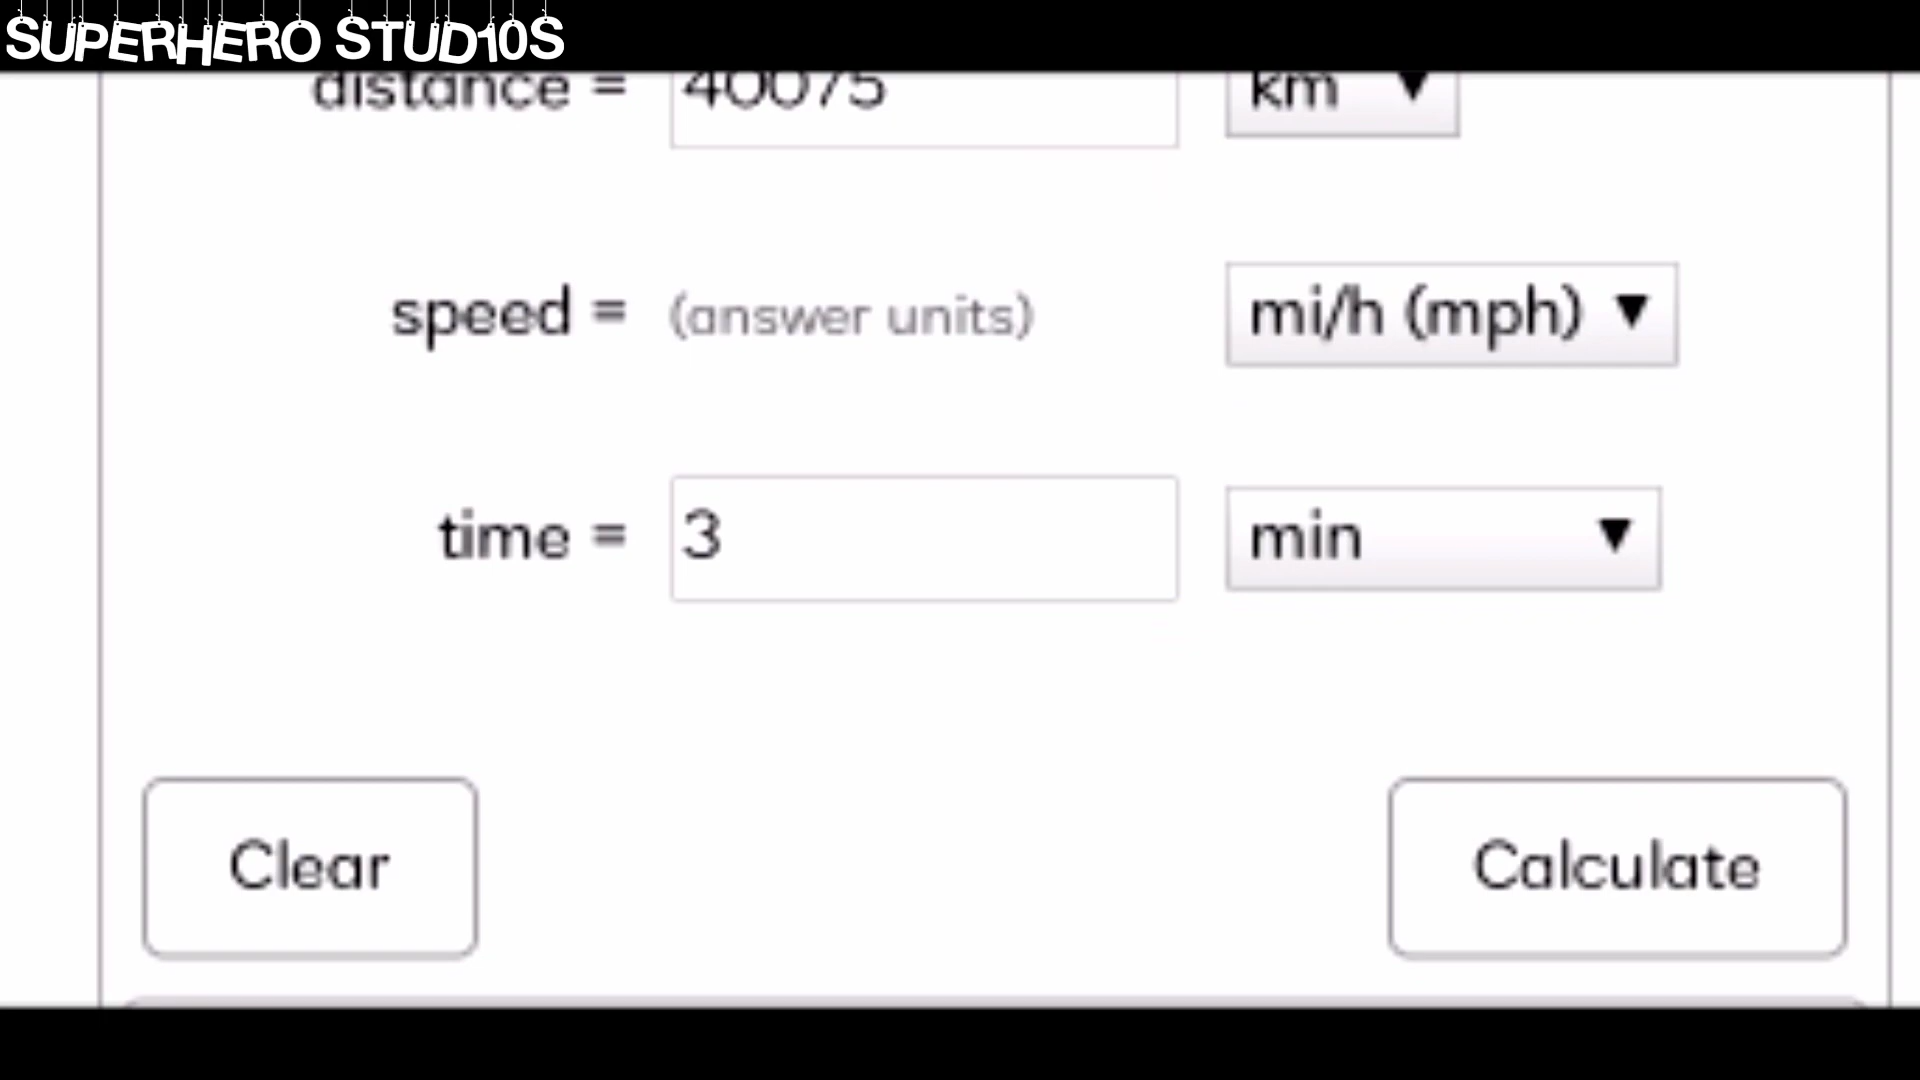 SUPERHERO STUD10S
distance = 40075 km ▼
speed = (answer units) mi/h (mph) ▼
time = 3 min ▼
Clear Calculate